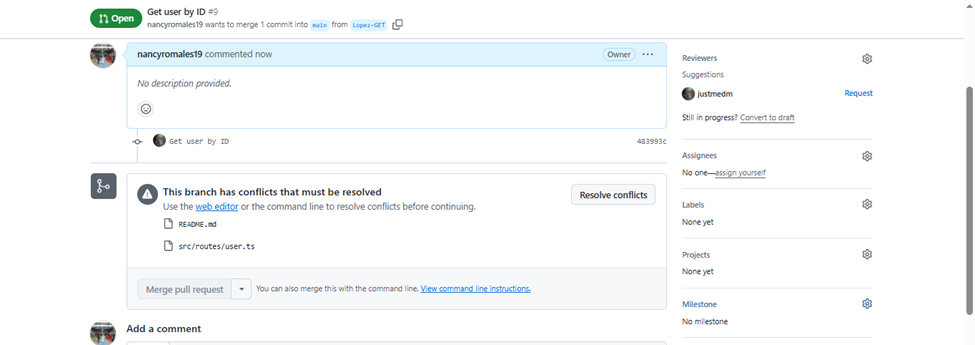 Open
Get user by ID #9
nancyromales19 wants to merge 1 commit into main from Lopez-GET
nancyromales19 commented now
Owner
No description provided.
Get user by ID
483993c
This branch has conflicts that must be resolved
Use the web editor or the command line to resolve conflicts before continuing.
Resolve conflicts
README.md
src/routes/user.ts
Merge pull request
You can also merge this with the command line. View command line instructions.
Add a comment
Reviewers
Suggestions
justmedm
Request
Still in progress? Convert to draft
Assignees
No one—assign yourself
Labels
None yet
Projects
None yet
Milestone
No milestone